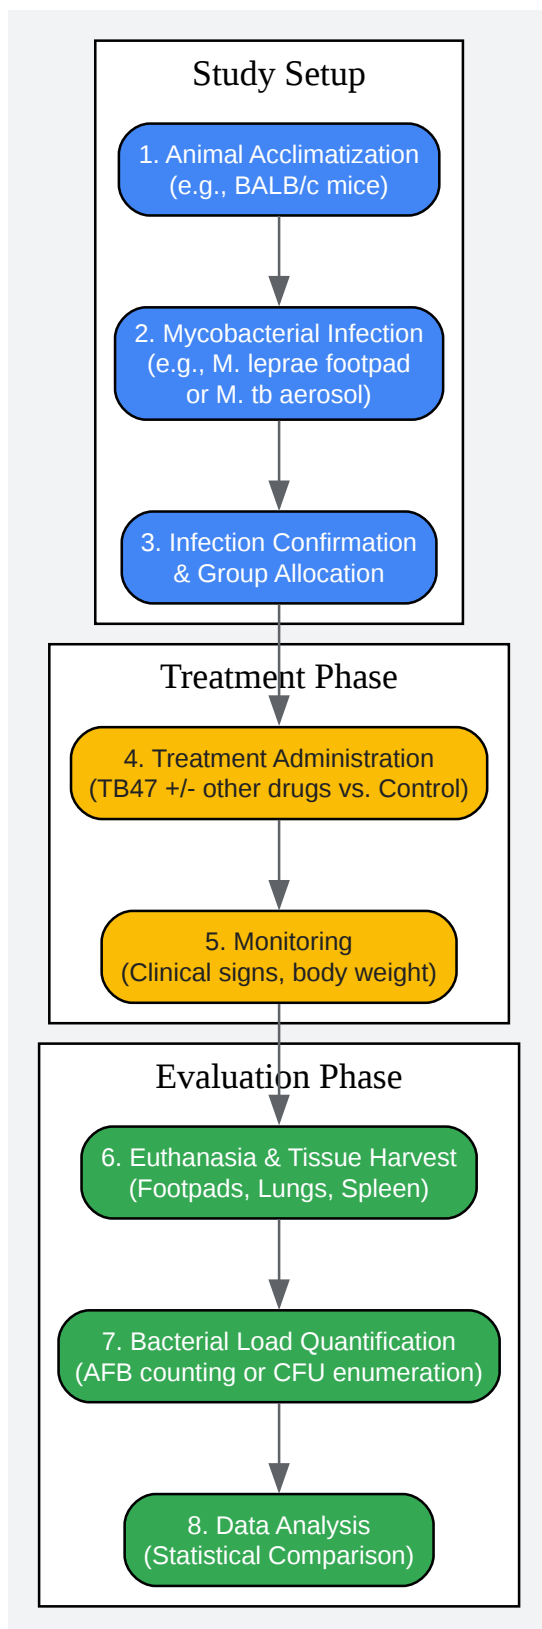 Study Setup
1. Animal Acclimatization
(e.g., BALB/c mice)
2. Mycobacterial Infection
(e.g., M. leprae footpad
or M. tb aerosol)
3. Infection Confirmation
& Group Allocation
Treatment Phase
4. Treatment Administration
(TB47 +/- other drugs vs. Control)
5. Monitoring
(Clinical signs, body weight)
Evaluation Phase
6. Euthanasia & Tissue Harvest
(Footpads, Lungs, Spleen)
7. Bacterial Load Quantification
(AFB counting or CFU enumeration)
8. Data Analysis
(Statistical Comparison)